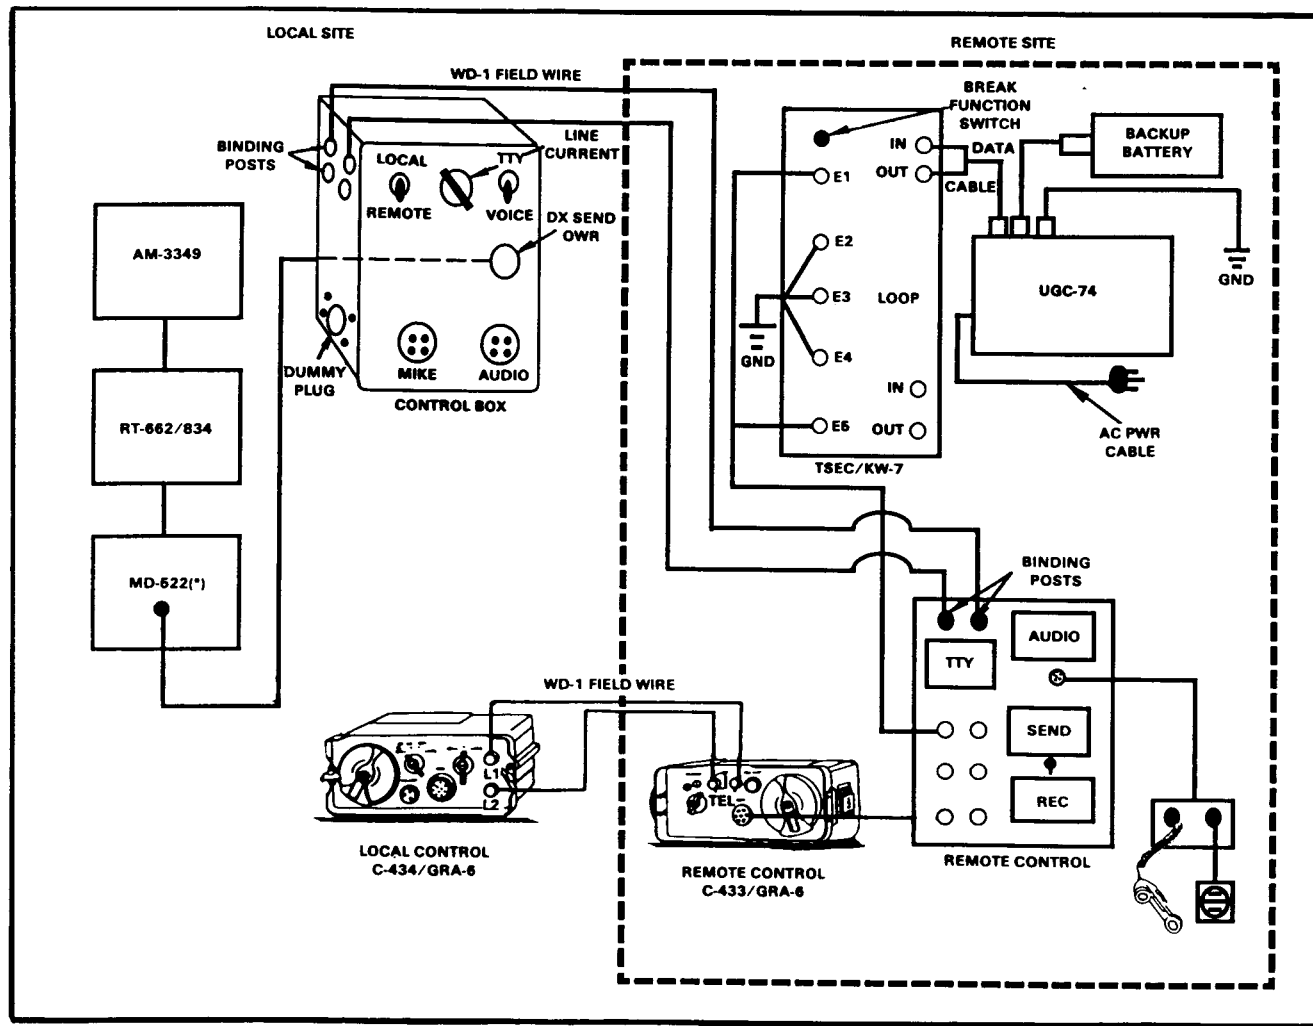 LOCAL SITE
REMOTE SITE
WD-1 FIELD WIRE
BREAK
FUNCTION
SWITCH
BINDING
POSTS
LOCAL
REMOTE
TTY
VOICE
LINE
CURRENT
DX SEND
OWR
DUMMY
PLUG
MIKE
AUDIO
CONTROL BOX
AM-3349
RT-662/834
MD-522(*)
IN
OUT
DATA
CABLE
E1
E2
E3
E4
E5
LOOP
IN
OUT
GND
TSEC/KW-7
BACKUP
BATTERY
UGC-74
GND
AC PWR
CABLE
BINDING
POSTS
TTY
AUDIO
SEND
REC
REMOTE CONTROL
WD-1 FIELD WIRE
L1
L2
LOCAL CONTROL
C-434/GRA-6
TEL
REMOTE CONTROL
C-433/GRA-6